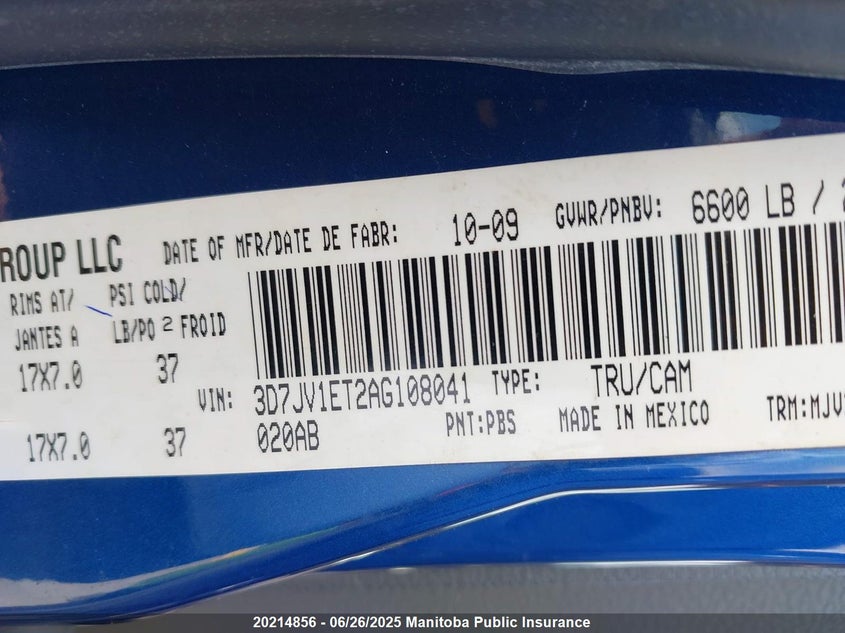 ROUP LLC DATE OF MFR/DATE DE FABR: 10-09 GVWR/PNBV: 6600 LB /
RIMS AT/ PSI COLD/
JANTES A LB/PO 2 FROID
17X7.0 37
VIN: 3D7JV1ET2AG108041 TYPE: TRU/CAM
17X7.0 37 020AB PNT:PBS MADE IN MEXICO TRM:MJV
20214856 - 06/26/2025 Manitoba Public Insurance